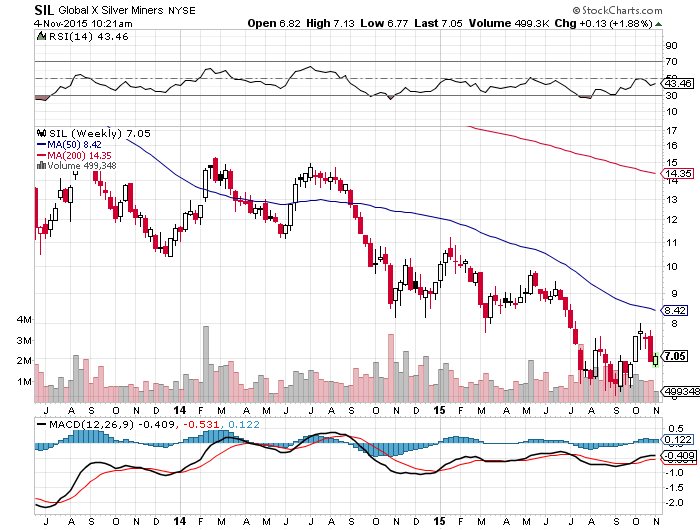 SIL Global X Silver Miners NYSE © StockCharts.com
4-Nov-2015 10:21am Open 6.82 High 7.13 Low 6.77 Last 7.05 Volume 499.3K Chg +0.13 (+1.88%)
RSI(14) 43.46
90
70
50
43.46
30
10
SIL (Weekly) 7.05
MA(50) 8.42
MA(200) 14.35
Volume 499,348
17
16
15
14.35
14
13
12
11
10
9
8.42
8
7.05
499348
4M
3M
2M
1M
J A S O N D 14 F M A M J J A S O N D 15 F M A M J J A S O N
MACD(12,26,9) -0.409, -0.531, 0.122
0.5
0.122
-0.409
-1.0
-1.5
-2.0
J A S O N D 14 F M A M J J A S O N D 15 F M A M J J A S O N